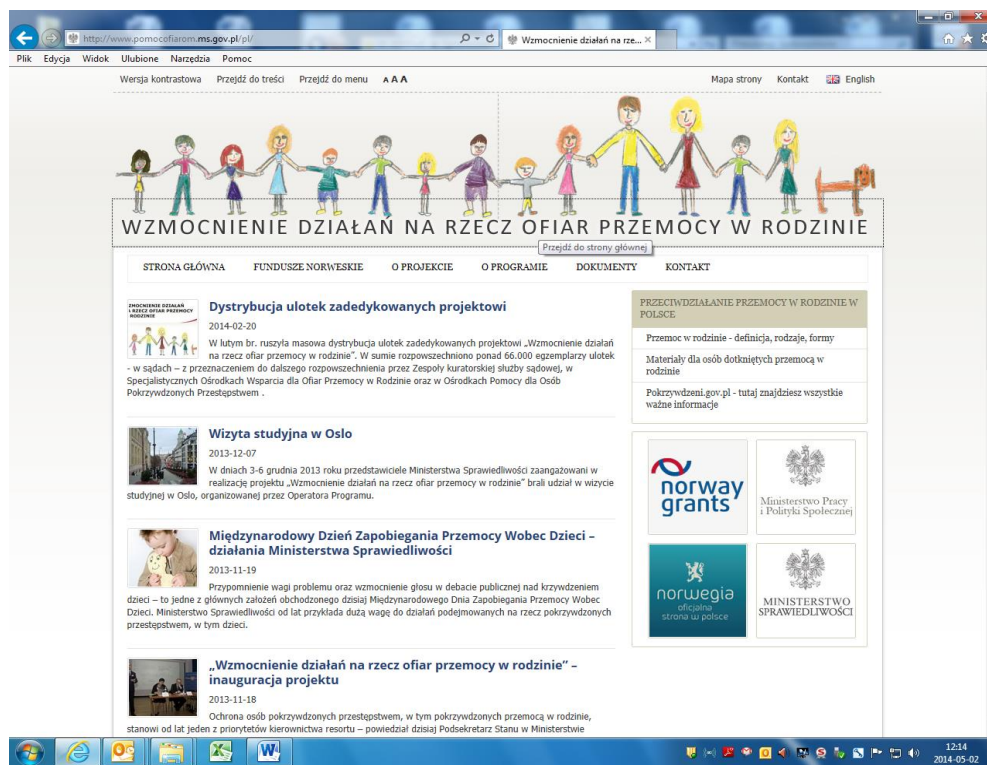 http://www.pomocofiarom.ms.gov.pl/pl/
Wzmocnienie działań na rze...
Plik Edycja Widok Ulubione Narzędzia Pomoc
Wersja kontrastowa Przejdź do treści Przejdź do menu A A A Mapa strony Kontakt English
WZMOCNIENIE DZIAŁAŃ NA RZECZ OFIAR PRZEMOCY W RODZINIE
Przejdź do strony głównej
STRONA GŁÓWNA FUNDUSZE NORWESKIE O PROJEKCIE O PROGRAMIE DOKUMENTY KONTAKT
Dystrybucja ulotek zadedykowanych projektowi
2014-02-20
W lutym br. ruszyła masowa dystrybucja ulotek zadedykowanych projektowi „Wzmocnienie działań
na rzecz ofiar przemocy w rodzinie”. W sumie rozpowszechniono ponad 66.000 egzemplarzy ulotek
- w sądach – z przeznaczeniem do dalszego rozpowszechnienia przez Zespoły kuratorskiej służby sądowej, w
Specjalistycznych Ośrodkach Wsparcia dla Ofiar Przemocy w Rodzinie oraz w Ośrodkach Pomocy dla Osób
Pokrzywdzonych Przestępstwem .
Wizyta studyjna w Oslo
2013-12-07
W dniach 3-6 grudnia 2013 roku przedstawiciele Ministerstwa Sprawiedliwości zaangażowani w
realizację projektu „Wzmocnienie działań na rzecz ofiar przemocy w rodzinie” brali udział w wizycie
studyjnej w Oslo, organizowanej przez Operatora Programu.
Międzynarodowy Dzień Zapobiegania Przemocy Wobec Dzieci –
działania Ministerstwa Sprawiedliwości
2013-11-19
Przypomnienie wagi problemu oraz wzmocnienie głosu w debacie publicznej nad krzywdzeniem
dzieci – to jedne z głównych założeń obchodzonego dzisiaj Międzynarodowego Dnia Zapobiegania Przemocy Wobec
Dzieci. Ministerstwo Sprawiedliwości od lat przykłada dużą wagę do działań podejmowanych na rzecz pokrzywdzonych
przestępstwem, w tym dzieci.
„Wzmocnienie działań na rzecz ofiar przemocy w rodzinie” –
inauguracja projektu
2013-11-18
Ochrona osób pokrzywdzonych przestępstwem, w tym pokrzywdzonych przemocą w rodzinie,
stanowi od lat jeden z priorytetów kierownictwa resortu – powiedział dzisiaj Podsekretarz Stanu w Ministerstwie
PRZECIWDZIAŁANIE PRZEMOCY W RODZINIE W
POLSCE
Przemoc w rodzinie - definicja, rodzaje, formy
Materiały dla osób dotkniętych przemocą w
rodzinie
Pokrzywdzeni.gov.pl - tutaj znajdziesz wszystkie
ważne informacje
norway
grants
Ministerstwo Pracy
i Polityki Społecznej
norwegia
oficjalna
strona w polsce
MINISTERSTWO
SPRAWIEDLIWOŚCI
12:14
2014-05-02